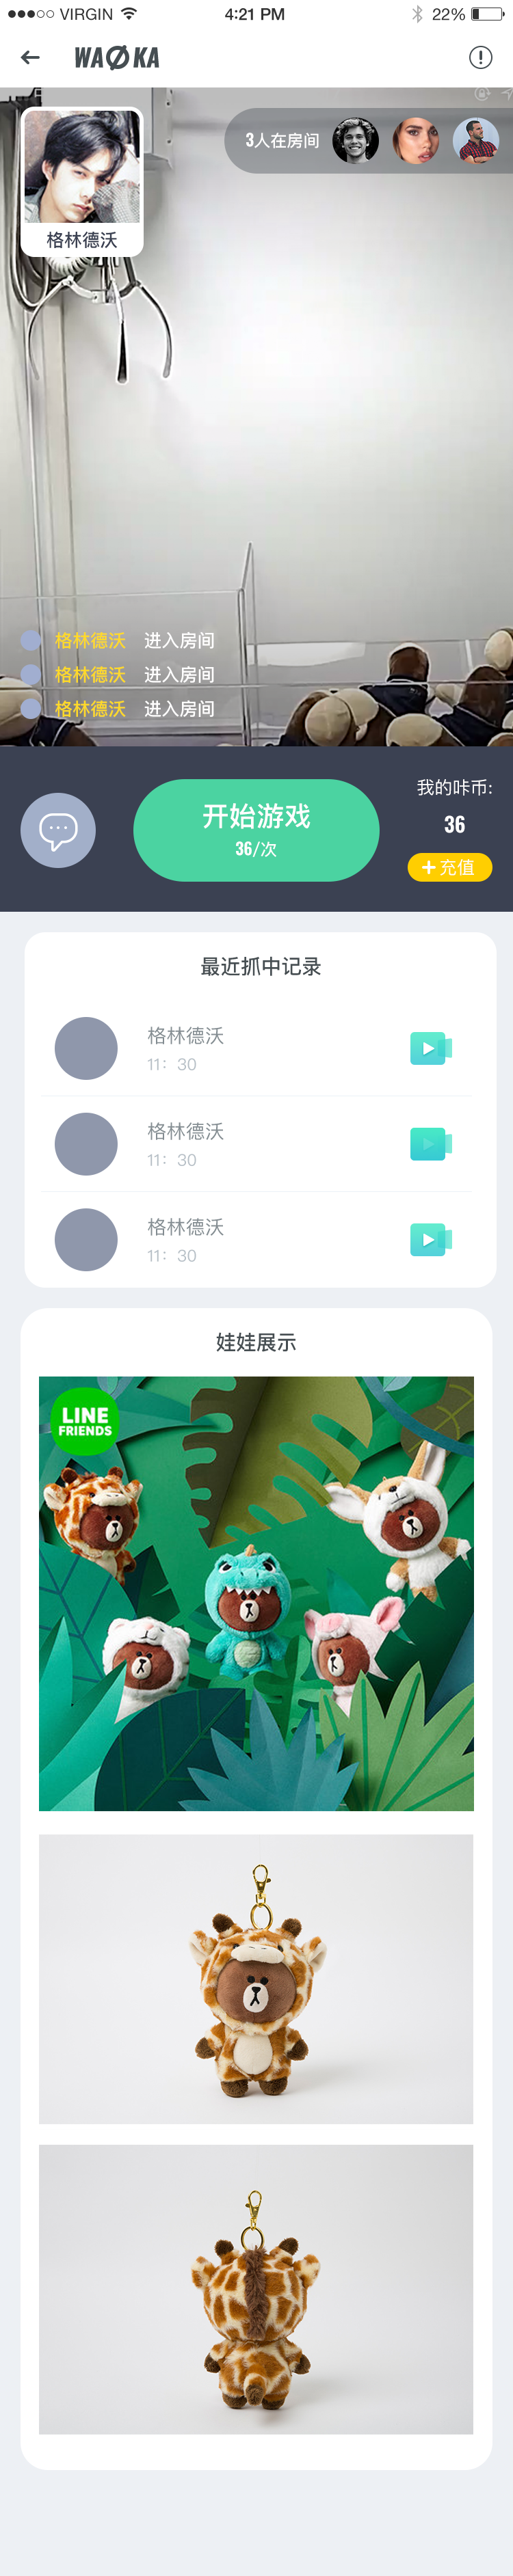 VIRGIN
4:21 PM
22%
WAØKA
3人在房间
格林德沃
格林德沃 进入房间
格林德沃 进入房间
格林德沃 进入房间
开始游戏
36/次
我的咔币:
36
+ 充值
最近抓中记录
格林德沃
11: 30
格林德沃
11: 30
格林德沃
11: 30
娃娃展示
LINE
FRIENDS